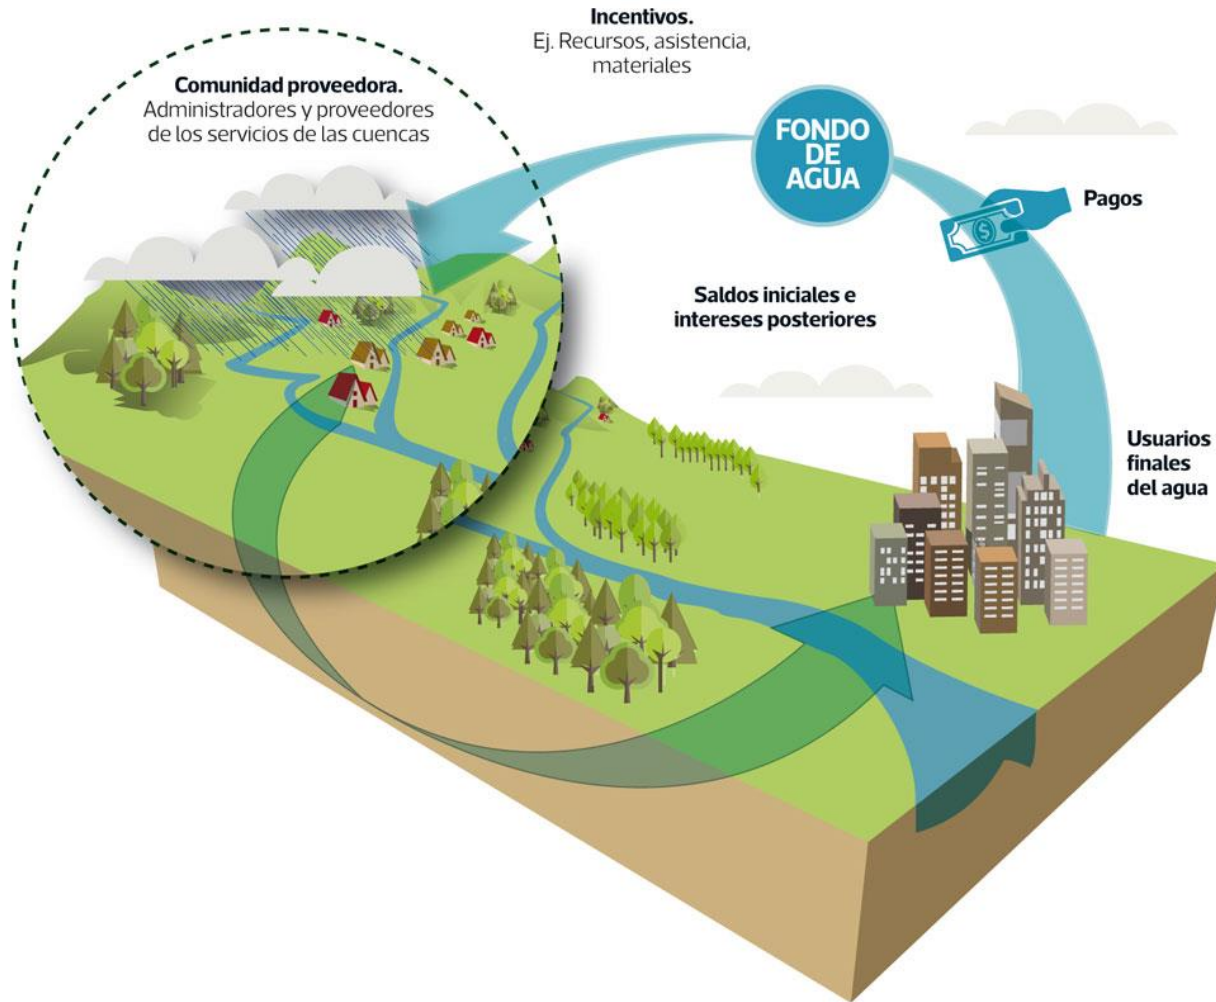 Incentivos.
Ej. Recursos, asistencia,
materiales
Comunidad proveedora.
Administradores y proveedores
de los servicios de las cuencas
FONDO
DE
AGUA
Pagos
$
Saldos iniciales e
intereses posteriores
Usuarios
finales
del agua